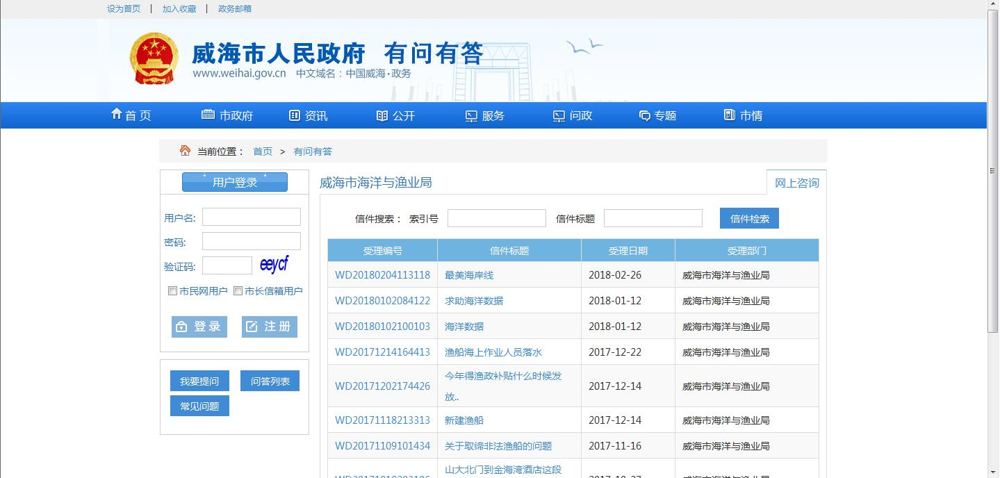 设为首页 | 加入收藏 | 政务邮箱
威海市人民政府 有问有答
www.weihai.gov.cn 中文域名：中国威海·政务
首页 市政府 资讯 公开 服务 问政 专题 市情
当前位置： 首页 > 有问有答
用户登录
用户名:
密码:
验证码: eeycf
市民网用户 市长信箱用户
登录 注册
我要提问 问答列表
常见问题
威海市海洋与渔业局 网上咨询
信件搜索： 索引号 信件标题 信件检索
受理编号 信件标题 受理日期 受理部门
WD20180204113118 最美海岸线 2018-02-26 威海市海洋与渔业局
WD20180102084122 求助海洋数据 2018-01-12 威海市海洋与渔业局
WD20180102100103 海洋数据 2018-01-12 威海市海洋与渔业局
WD20171214164413 渔船海上作业人员落水 2017-12-22 威海市海洋与渔业局
WD20171202174426 今年得渔政补贴什么时候发
放.. 2017-12-14 威海市海洋与渔业局
WD20171118213313 新建渔船 2017-12-14 威海市海洋与渔业局
WD20171109101434 关于取缔非法渔船的问题 2017-11-16 威海市海洋与渔业局
山大北门到金海湾酒店这段